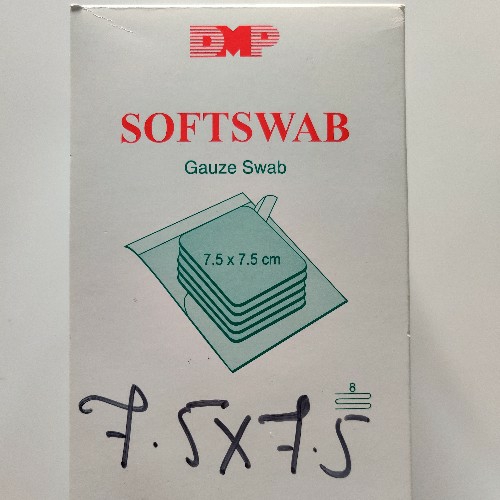 DMP
SOFTSWAB
Gauze Swab
7.5 x 7.5 cm
8
7.5X7.5